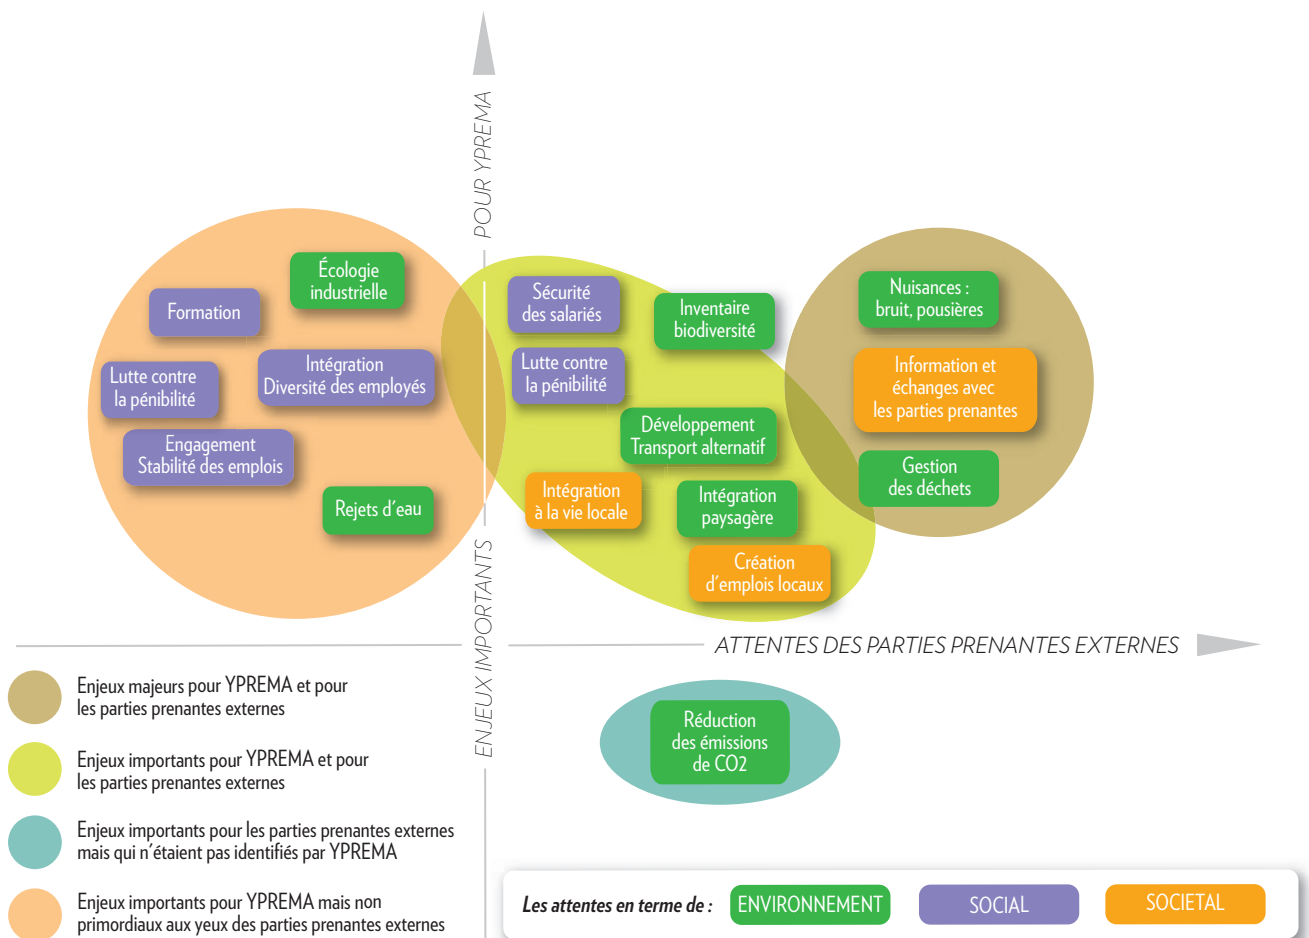 POUR YPREMA
ENJEUX IMPORTANTS
ATTENTES DES PARTIES PRENANTES EXTERNES
Écologie
industrielle
Formation
Intégration
Diversité des employés
Lutte contre
la pénibilité
Engagement
Stabilité des emplois
Rejets d'eau
Sécurité
des salariés
Inventaire
biodiversité
Lutte contre
la pénibilité
Développement
Transport alternatif
Intégration
à la vie locale
Intégration
paysagère
Création
d'emplois locaux
Nuisances :
bruit, pousières
Information et
échanges avec
les parties prenantes
Gestion
des déchets
Réduction
des émissions
de CO2
Enjeux majeurs pour YPREMA et pour
les parties prenantes externes
Enjeux importants pour YPREMA et pour
les parties prenantes externes
Enjeux importants pour les parties prenantes externes
mais qui n'étaient pas identifiés par YPREMA
Enjeux importants pour YPREMA mais non
primordiaux aux yeux des parties prenantes externes
Les attentes en terme de :
ENVIRONNEMENT
SOCIAL
SOCIETAL